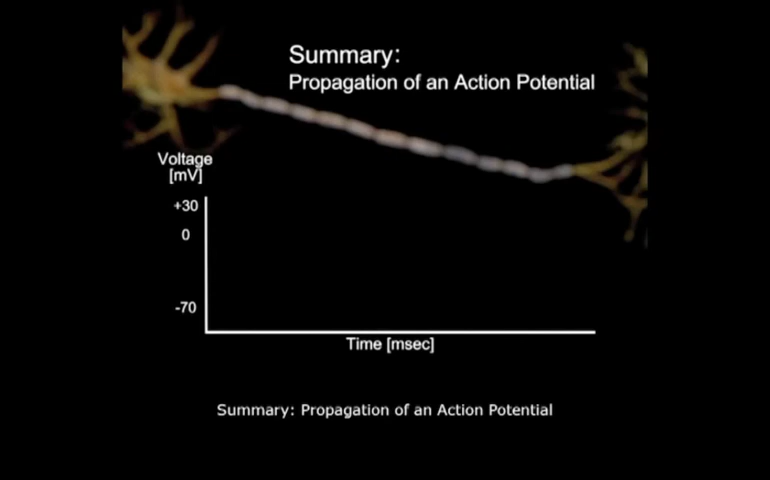 Summary:
Propagation of an Action Potential
Voltage
[mV]
+30
0
-70
Time [msec]
Summary: Propagation of an Action Potential